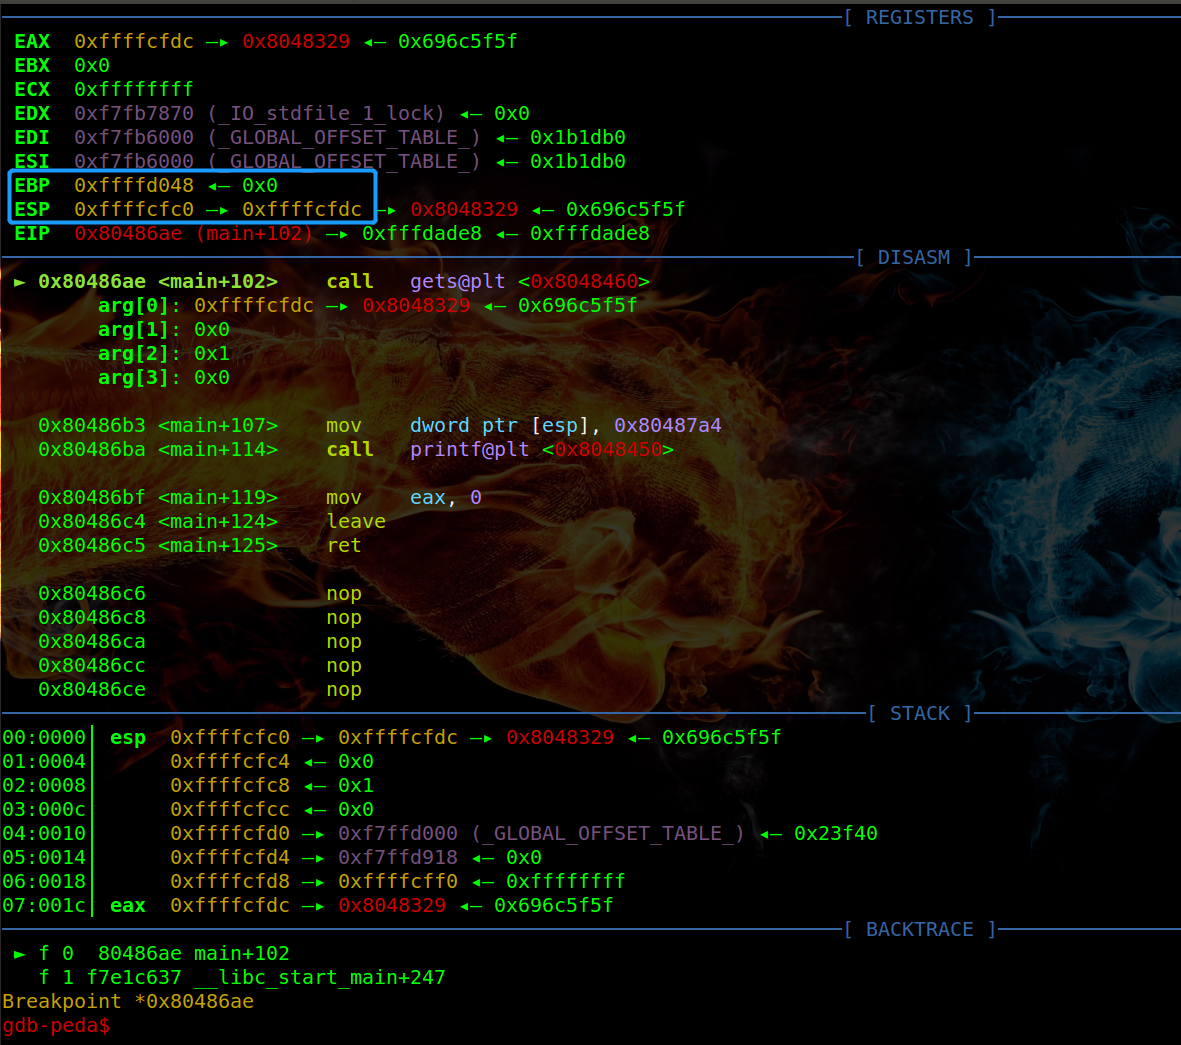 [ REGISTERS ]
EAX 0xffffcfdc —▸ 0x8048329 ◂— 0x696c5f5f
EBX 0x0
ECX 0xffffffff
EDX 0xf7fb7870 (_IO_stdfile_1_lock) ◂— 0x0
EDI 0xf7fb6000 (_GLOBAL_OFFSET_TABLE_) ◂— 0x1b1db0
ESI 0xf7fb6000 (_GLOBAL_OFFSET_TABLE_) ◂— 0x1b1db0
EBP 0xffffd048 ◂— 0x0
ESP 0xffffcfc0 —▸ 0xffffcfdc —▸ 0x8048329 ◂— 0x696c5f5f
EIP 0x80486ae (main+102) —▸ 0xfffdade8 ◂— 0xfffdade8
[ DISASM ]
► 0x80486ae <main+102> call gets@plt <0x8048460>
arg[0]: 0xffffcfdc —▸ 0x8048329 ◂— 0x696c5f5f
arg[1]: 0x0
arg[2]: 0x1
arg[3]: 0x0
0x80486b3 <main+107> mov dword ptr [esp], 0x80487a4
0x80486ba <main+114> call printf@plt <0x8048450>
0x80486bf <main+119> mov eax, 0
0x80486c4 <main+124> leave
0x80486c5 <main+125> ret
0x80486c6 nop
0x80486c8 nop
0x80486ca nop
0x80486cc nop
0x80486ce nop
[ STACK ]
00:0000│ esp 0xffffcfc0 —▸ 0xffffcfdc —▸ 0x8048329 ◂— 0x696c5f5f
01:0004│ 0xffffcfc4 ◂— 0x0
02:0008│ 0xffffcfc8 ◂— 0x1
03:000c│ 0xffffcfcc ◂— 0x0
04:0010│ 0xffffcfd0 —▸ 0xf7ffd000 (_GLOBAL_OFFSET_TABLE_) ◂— 0x23f40
05:0014│ 0xffffcfd4 —▸ 0xf7ffd918 ◂— 0x0
06:0018│ 0xffffcfd8 —▸ 0xffffcff0 ◂— 0xffffffff
07:001c│ eax 0xffffcfdc —▸ 0x8048329 ◂— 0x696c5f5f
[ BACKTRACE ]
► f 0 80486ae main+102
f 1 f7e1c637 __libc_start_main+247
Breakpoint *0x80486ae
gdb-peda$